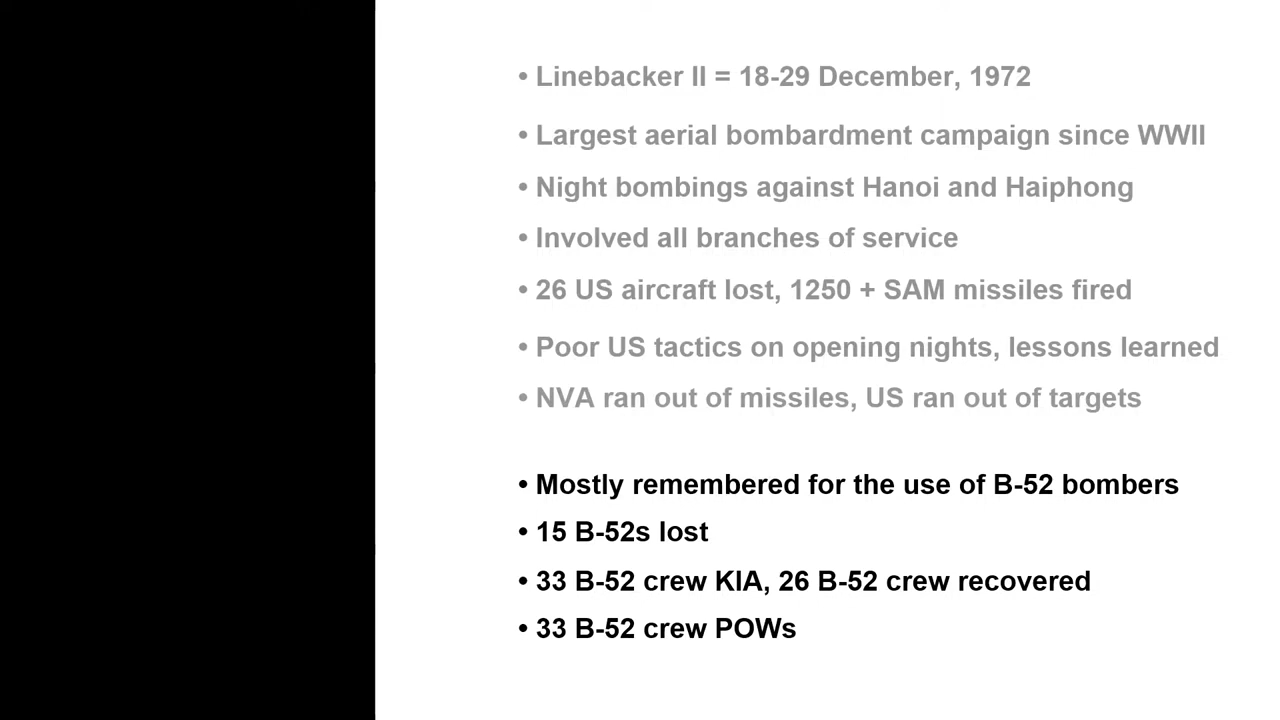 • Linebacker II = 18-29 December, 1972
• Largest aerial bombardment campaign since WWII
• Night bombings against Hanoi and Haiphong
• Involved all branches of service
• 26 US aircraft lost, 1250 + SAM missiles fired
• Poor US tactics on opening nights, lessons learned
• NVA ran out of missiles, US ran out of targets
• Mostly remembered for the use of B-52 bombers
• 15 B-52s lost
• 33 B-52 crew KIA, 26 B-52 crew recovered
• 33 B-52 crew POWs